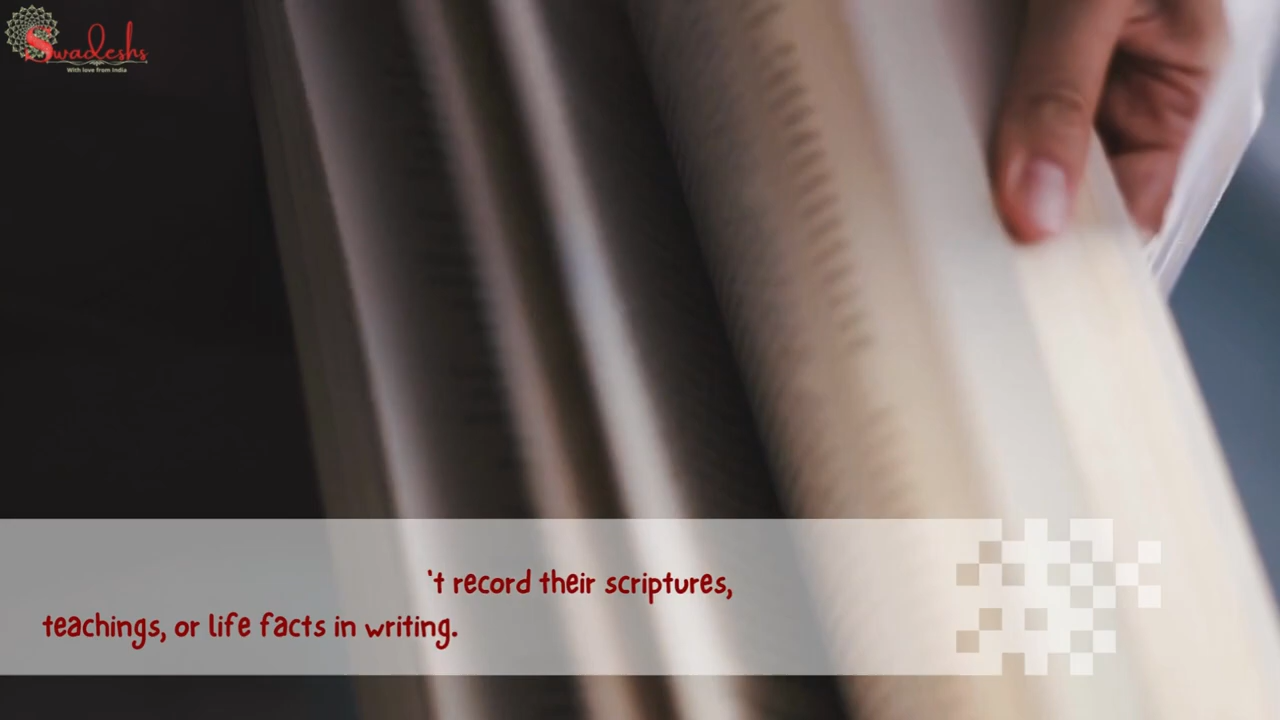 Swadeshs
With love from India
't record their scriptures,
teachings, or life facts in writing.